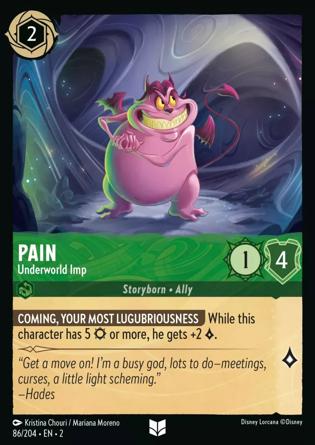 2
PAIN
Underworld Imp
1
4
Storyborn • Ally
COMING, YOUR MOST LUGUBRIOUSNESS While this
character has 5 or more, he gets +2 .
“Get a move on! I'm a busy god, lots to do—meetings,
curses, a little light scheming.”
—Hades
Kristina Chouri / Mariana Moreno
86/204 • EN • 2
Disney Lorcana ©Disney